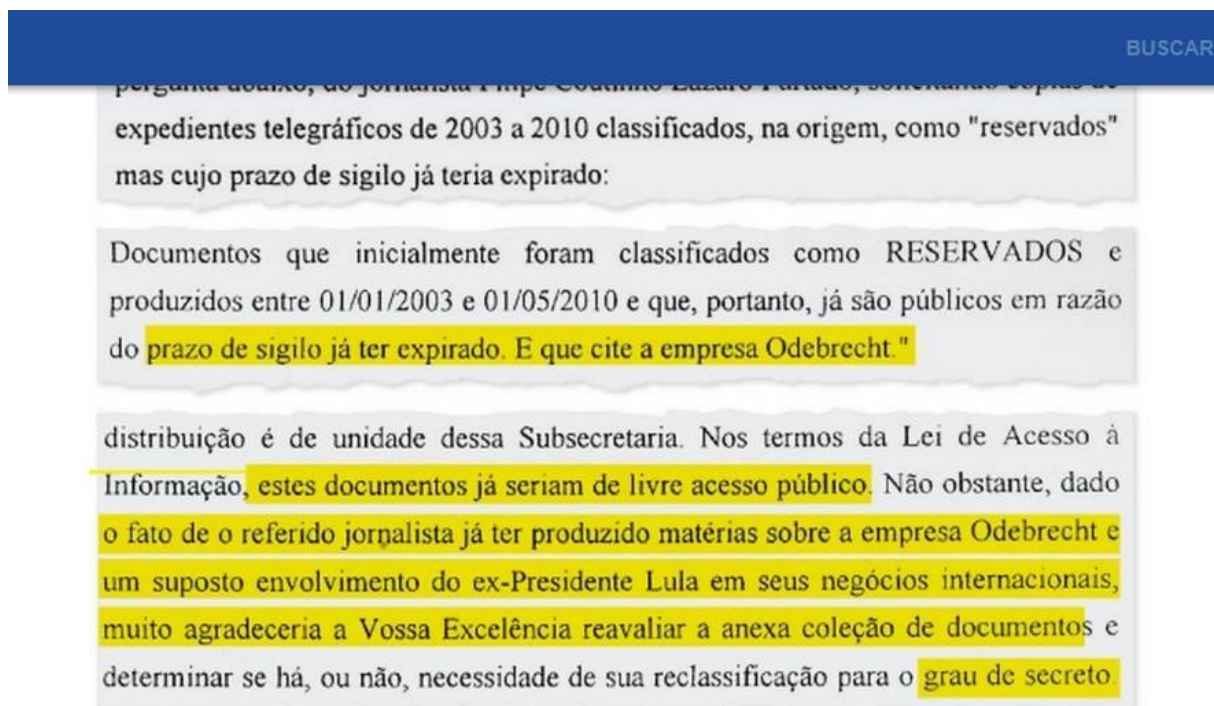 BUSCAR
expedientes telegráficos de 2003 a 2010 classificados, na origem, como "reservados"
mas cujo prazo de sigilo já teria expirado:
Documentos que inicialmente foram classificados como RESERVADOS e
produzidos entre 01/01/2003 e 01/05/2010 e que, portanto, já são públicos em razão
do prazo de sigilo já ter expirado. E que cite a empresa Odebrecht."
distribuição é de unidade dessa Subsecretaria. Nos termos da Lei de Acesso à
Informação, estes documentos já seriam de livre acesso público. Não obstante, dado
o fato de o referido jornalista já ter produzido matérias sobre a empresa Odebrecht e
um suposto envolvimento do ex-Presidente Lula em seus negócios internacionais,
muito agradeceria a Vossa Excelência reavaliar a anexa coleção de documentos e
determinar se há, ou não, necessidade de sua reclassificação para o grau de secreto.